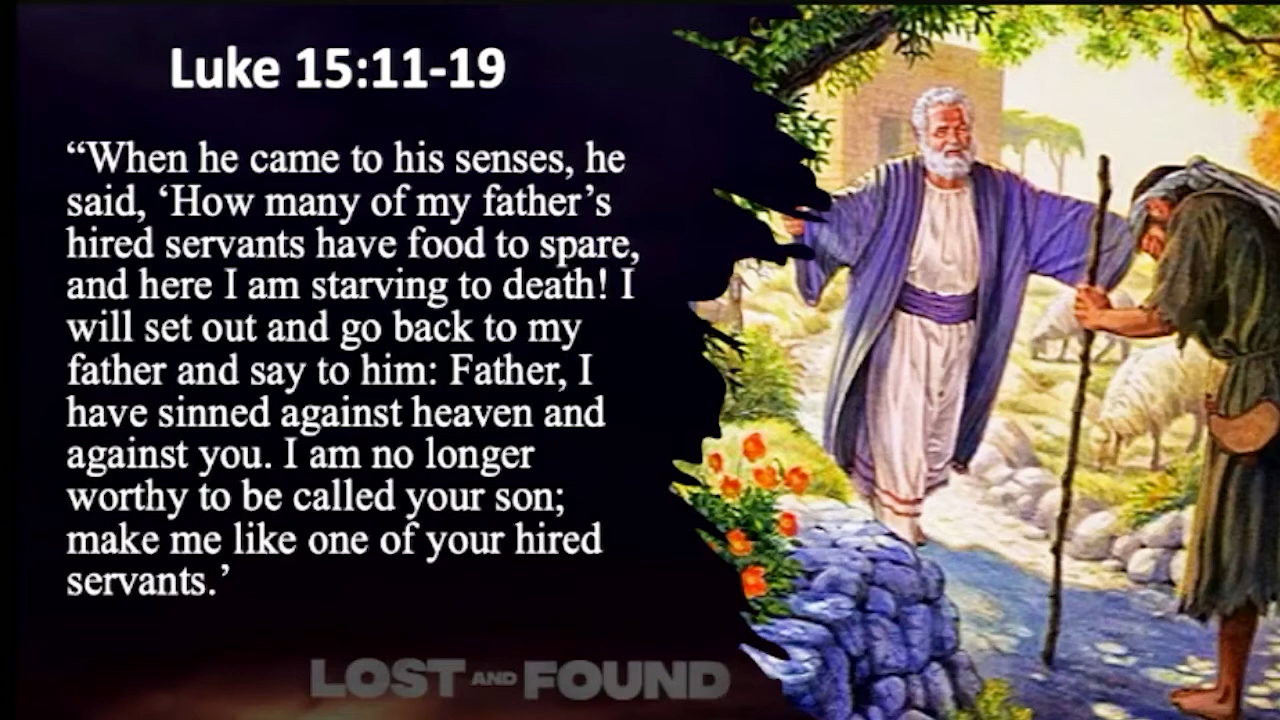 Luke 15:11-19
“When he came to his senses, he
said, ‘How many of my father’s
hired servants have food to spare,
and here I am starving to death! I
will set out and go back to my
father and say to him: Father, I
have sinned against heaven and
against you. I am no longer
worthy to be called your son;
make me like one of your hired
servants.’
LOST AND FOUND